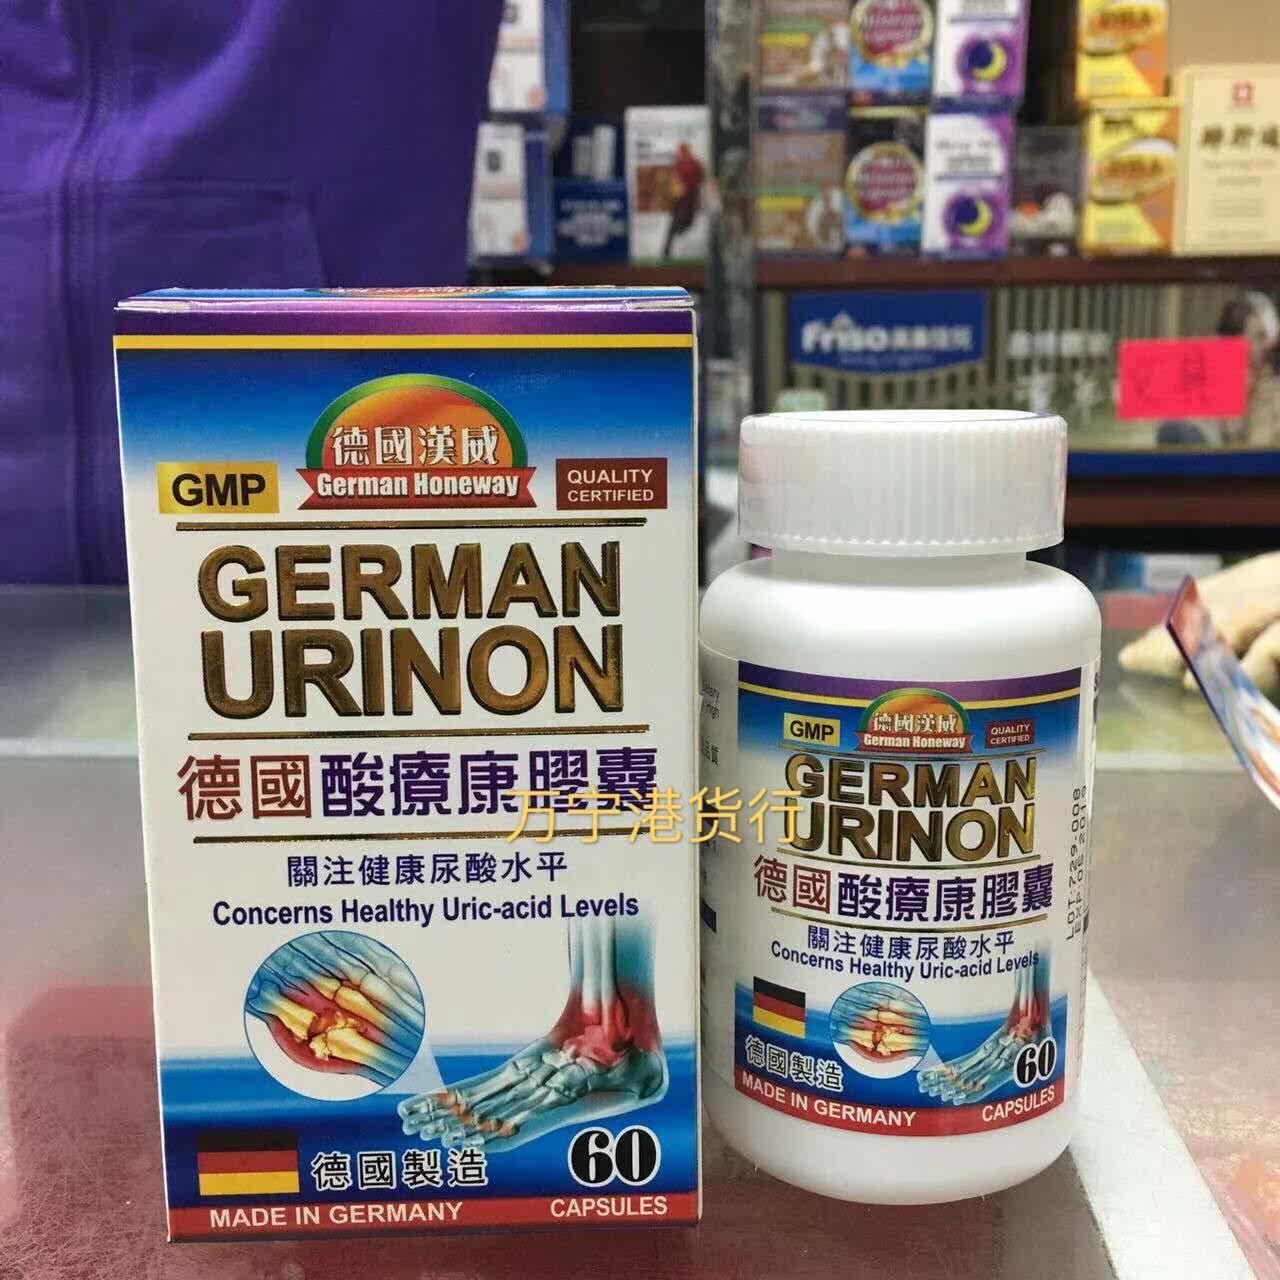 德國漢威
German Honeway
GMP
QUALITY
CERTIFIED
GERMAN
URINON
德國酸療康膠囊
關注健康尿酸水平
Concerns Healthy Uric-acid Levels
德國製造
MADE IN GERMANY
60
CAPSULES
万宁港货行
GMP
德國漢威
German Honeway
QUALITY
CERTIFIED
GERMAN
URINON
德國酸療康膠囊
關注健康尿酸水平
Concerns Healthy Uric-acid Levels
德國製造
MADE IN GERMANY
60
CAPSULES
LOT:729-008
Friso